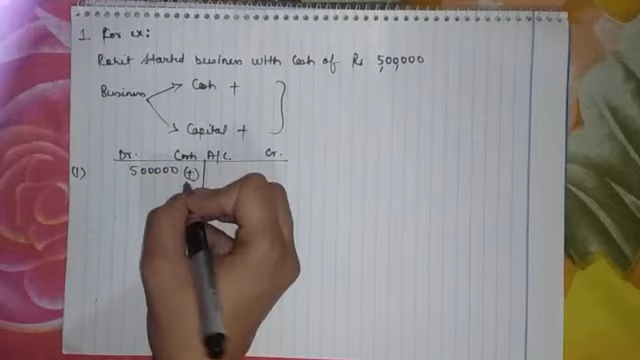 1. For ex:
Rohit started business with cash of Rs 5,00,000
Business
Cash +
Capital +
Dr. Cash A/C. Cr.
(1) 500000 (+)